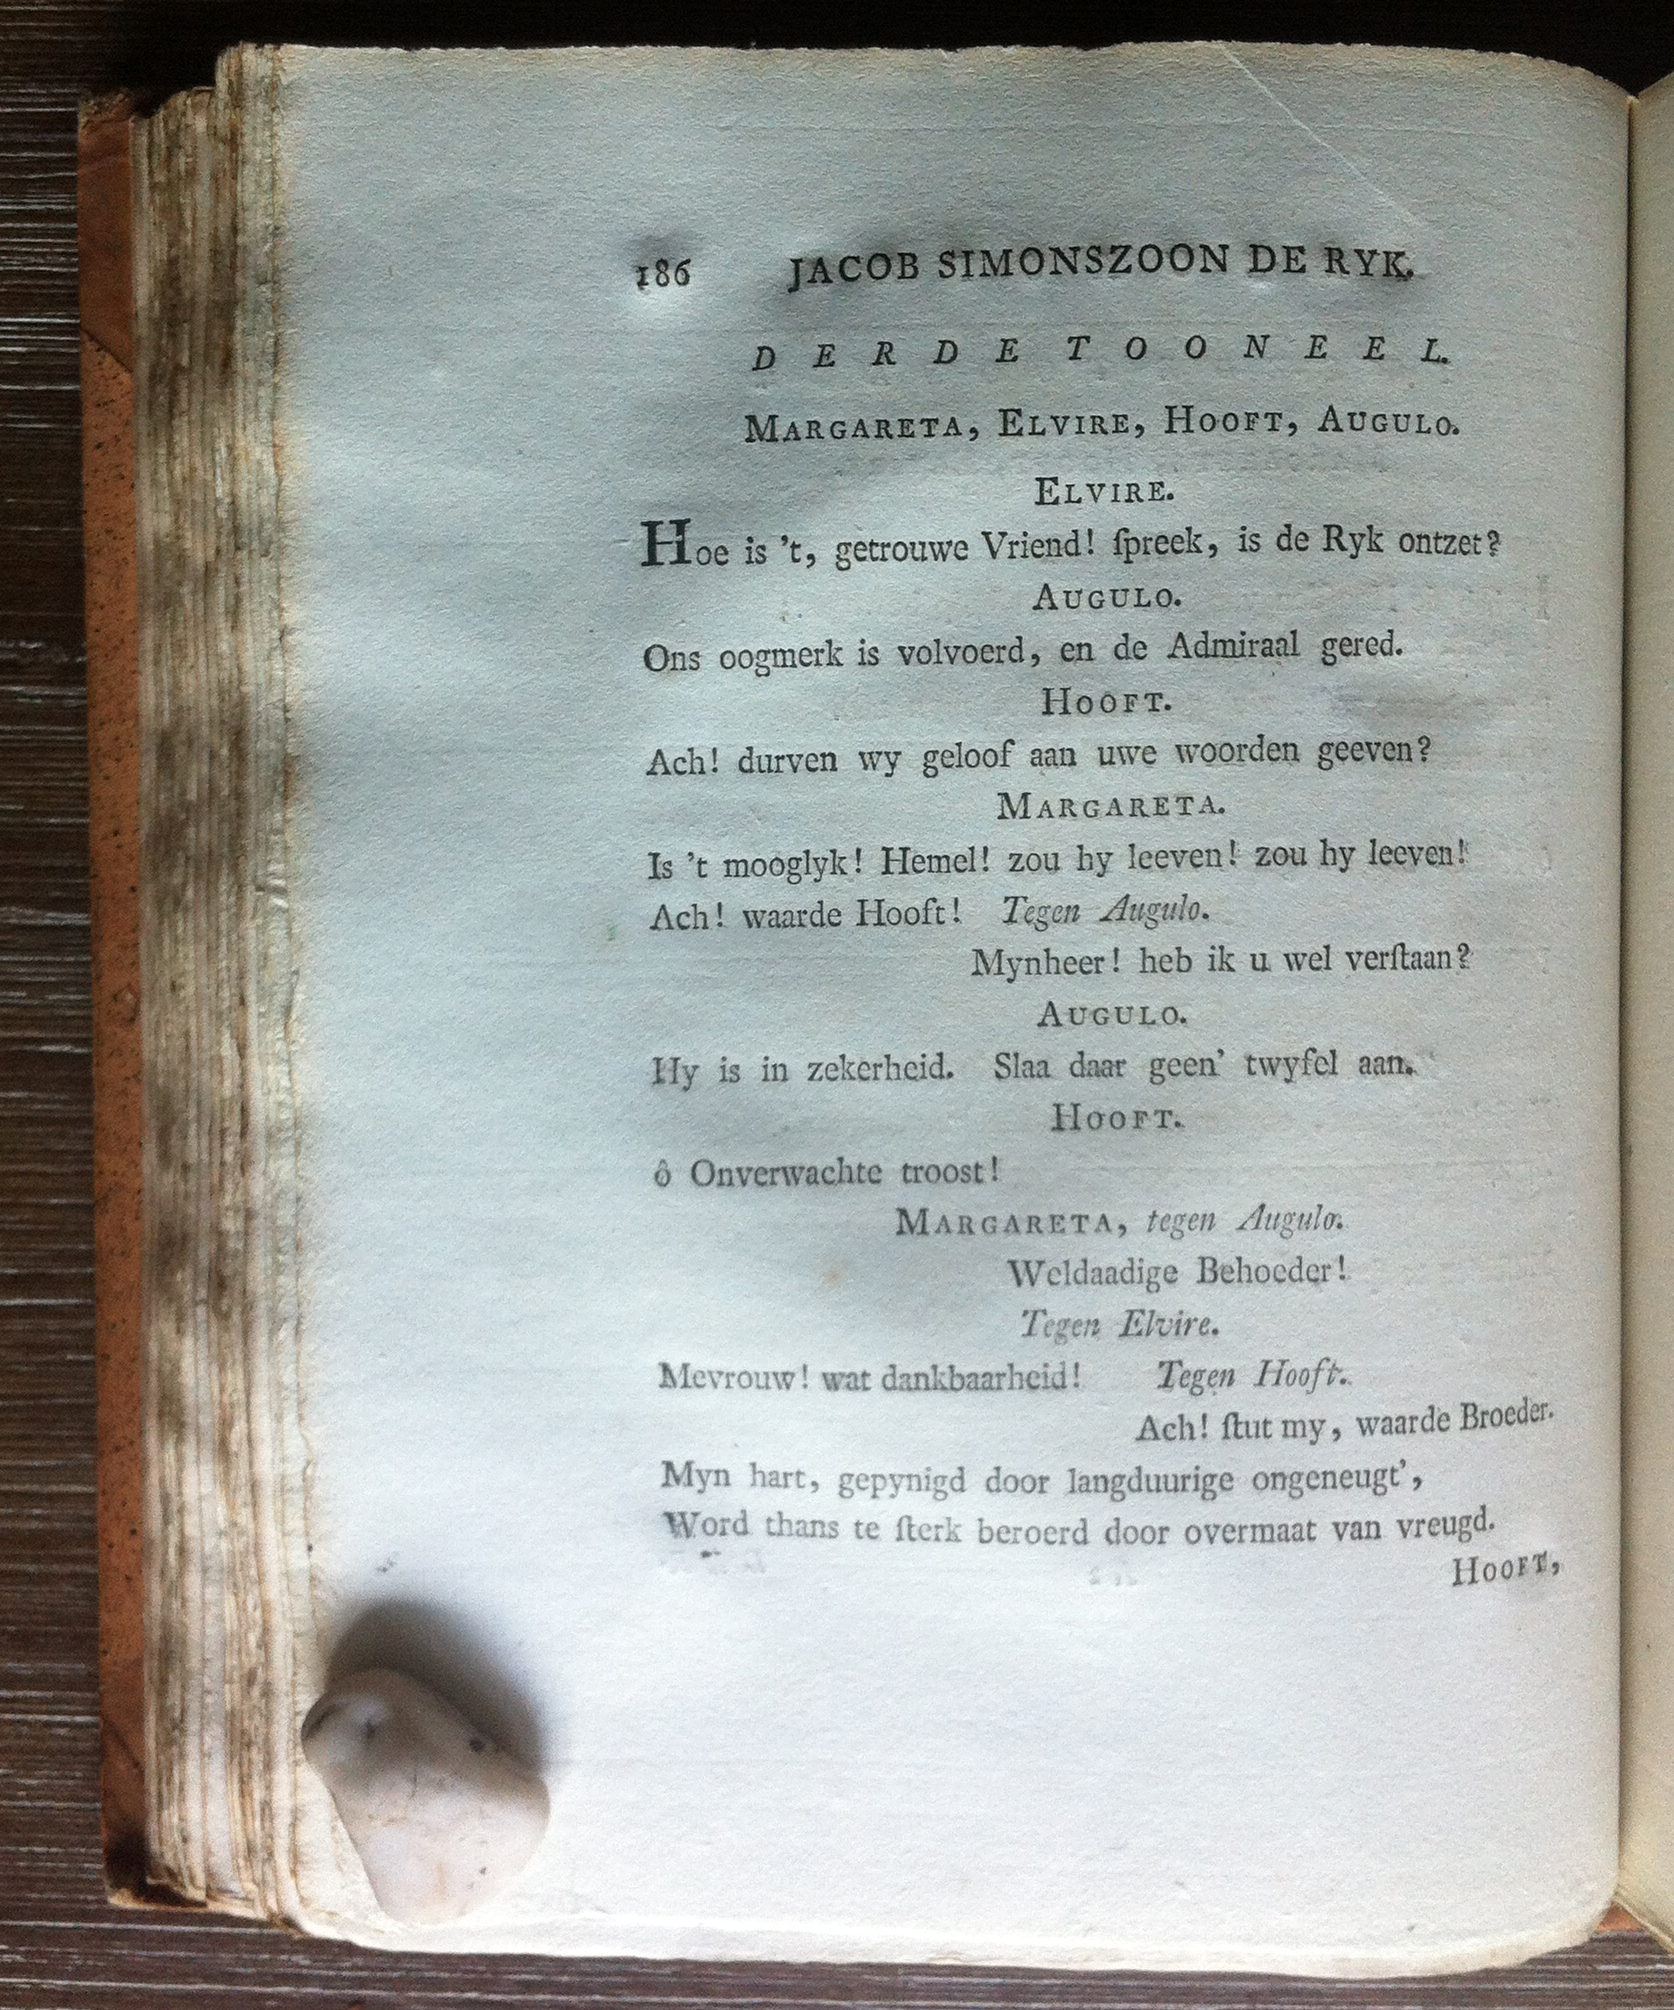 186 JACOB SIMONSZOON DE RYK.
DERDE TOONEEL.
MARGARETA, ELVIRE, HOOFT, AUGULO.
ELVIRE.
Hoe is 't, getrouwe Vriend! ſpreek, is de Ryk ontzet?
AUGULO.
Ons oogmerk is volvoerd, en de Admiraal gered.
HOOFT.
Ach! durven wy geloof aan uwe woorden geeven?
MARGARETA.
Is 't mooglyk! Hemel! zou hy leeven! zou hy leeven!
Ach! waarde Hooft! Tegen Augulo.
Mynheer! heb ik u wel verſtaan?
AUGULO.
Hy is in zekerheid. Slaa daar geen' twyfel aan.
HOOFT.
ô Onverwachte troost!
MARGARETA, tegen Augulo.
Weldaadige Behoeder!
Tegen Elvire.
Mevrouw! wat dankbaarheid! Tegen Hooft.
Ach! ſtut my, waarde Broeder.
Myn hart, gepynigd door langduurige ongeneugt',
Word thans te ſterk beroerd door overmaat van vreugd.
HOOFT,